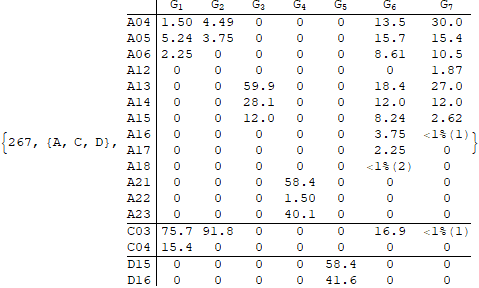 G1 G2 G3 G4 G5 G6 G7
A04 1.50 4.49 0 0 0 13.5 30.0
A05 5.24 3.75 0 0 0 15.7 15.4
A06 2.25 0 0 0 0 8.61 10.5
A12 0 0 0 0 0 0 1.87
A13 0 0 59.9 0 0 18.4 27.0
A14 0 0 28.1 0 0 12.0 12.0
A15 0 0 12.0 0 0 8.24 2.62
A16 0 0 0 0 0 3.75 <1%(1)
{267, {A, C, D}, A17 0 0 0 0 0 2.25 0 }
A18 0 0 0 0 0 <1%(2) 0
A21 0 0 0 58.4 0 0 0
A22 0 0 0 1.50 0 0 0
A23 0 0 0 40.1 0 0 0
C03 75.7 91.8 0 0 0 16.9 <1%(1)
C04 15.4 0 0 0 0 0 0
D15 0 0 0 0 58.4 0 0
D16 0 0 0 0 41.6 0 0